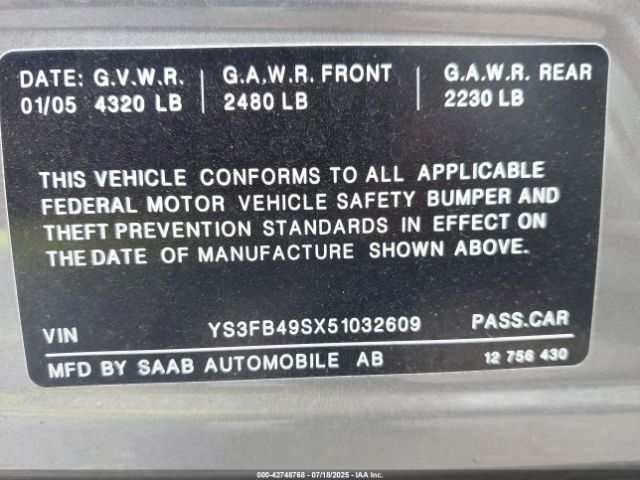 DATE: G.V.W.R. G.A.W.R. FRONT G.A.W.R. REAR
01/05 4320 LB 2480 LB 2230 LB
THIS VEHICLE CONFORMS TO ALL APPLICABLE
FEDERAL MOTOR VEHICLE SAFETY BUMPER AND
THEFT PREVENTION STANDARDS IN EFFECT ON
THE DATE OF MANUFACTURE SHOWN ABOVE.
VIN YS3FB49SX51032609 PASS.CAR
MFD BY SAAB AUTOMOBILE AB 12 756 430
000-42748768 - 07/18/2025 - IAA Inc.